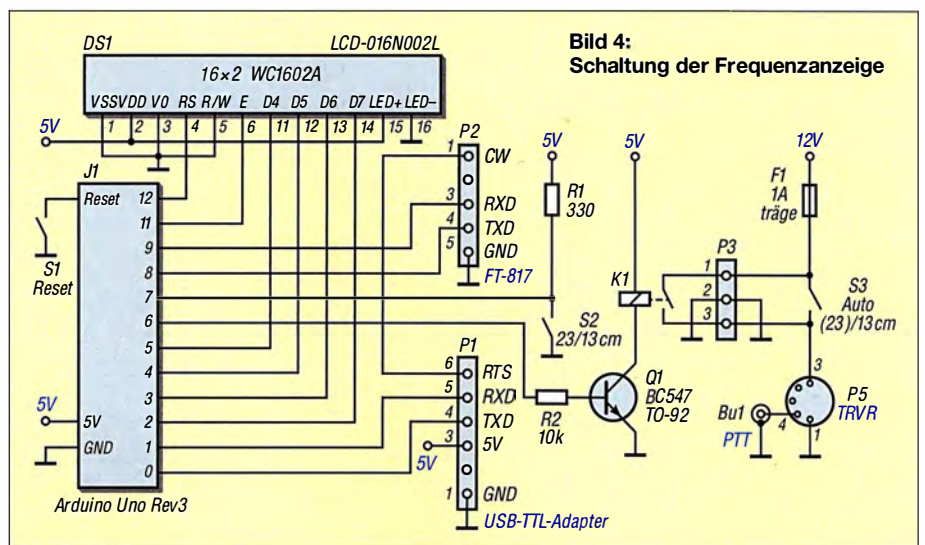 Bild 4:
Schaltung der Frequenzanzeige
DS1 LCD-016N002L
16×2 WC1602A
VSS VDD V0 RS R/W E D4 D5 D6 D7 LED+ LED–
1 2 3 4 5 6 11 12 13 14 15 16
5V
J1
Reset
S1
Reset
12
11
9
8
7
6
5
4
3
2
1
0
5V
5V
GND
Arduino Uno Rev3
P2
1 CW
3 RXD
4 TXD
5 GND
FT-817
5V
R1
330
S2
23/13cm
P1
6 RTS
5 RXD
4 TXD
3 5V
5V
1 GND
USB-TTL-Adapter
R2
10k
5V
K1
Q1
BC547
TO-92
12V
F1
1A
träge
P3
1
2
3
S3
Auto
(23)/13cm
3
P5
TRVR
Bu1
4
1
PTT